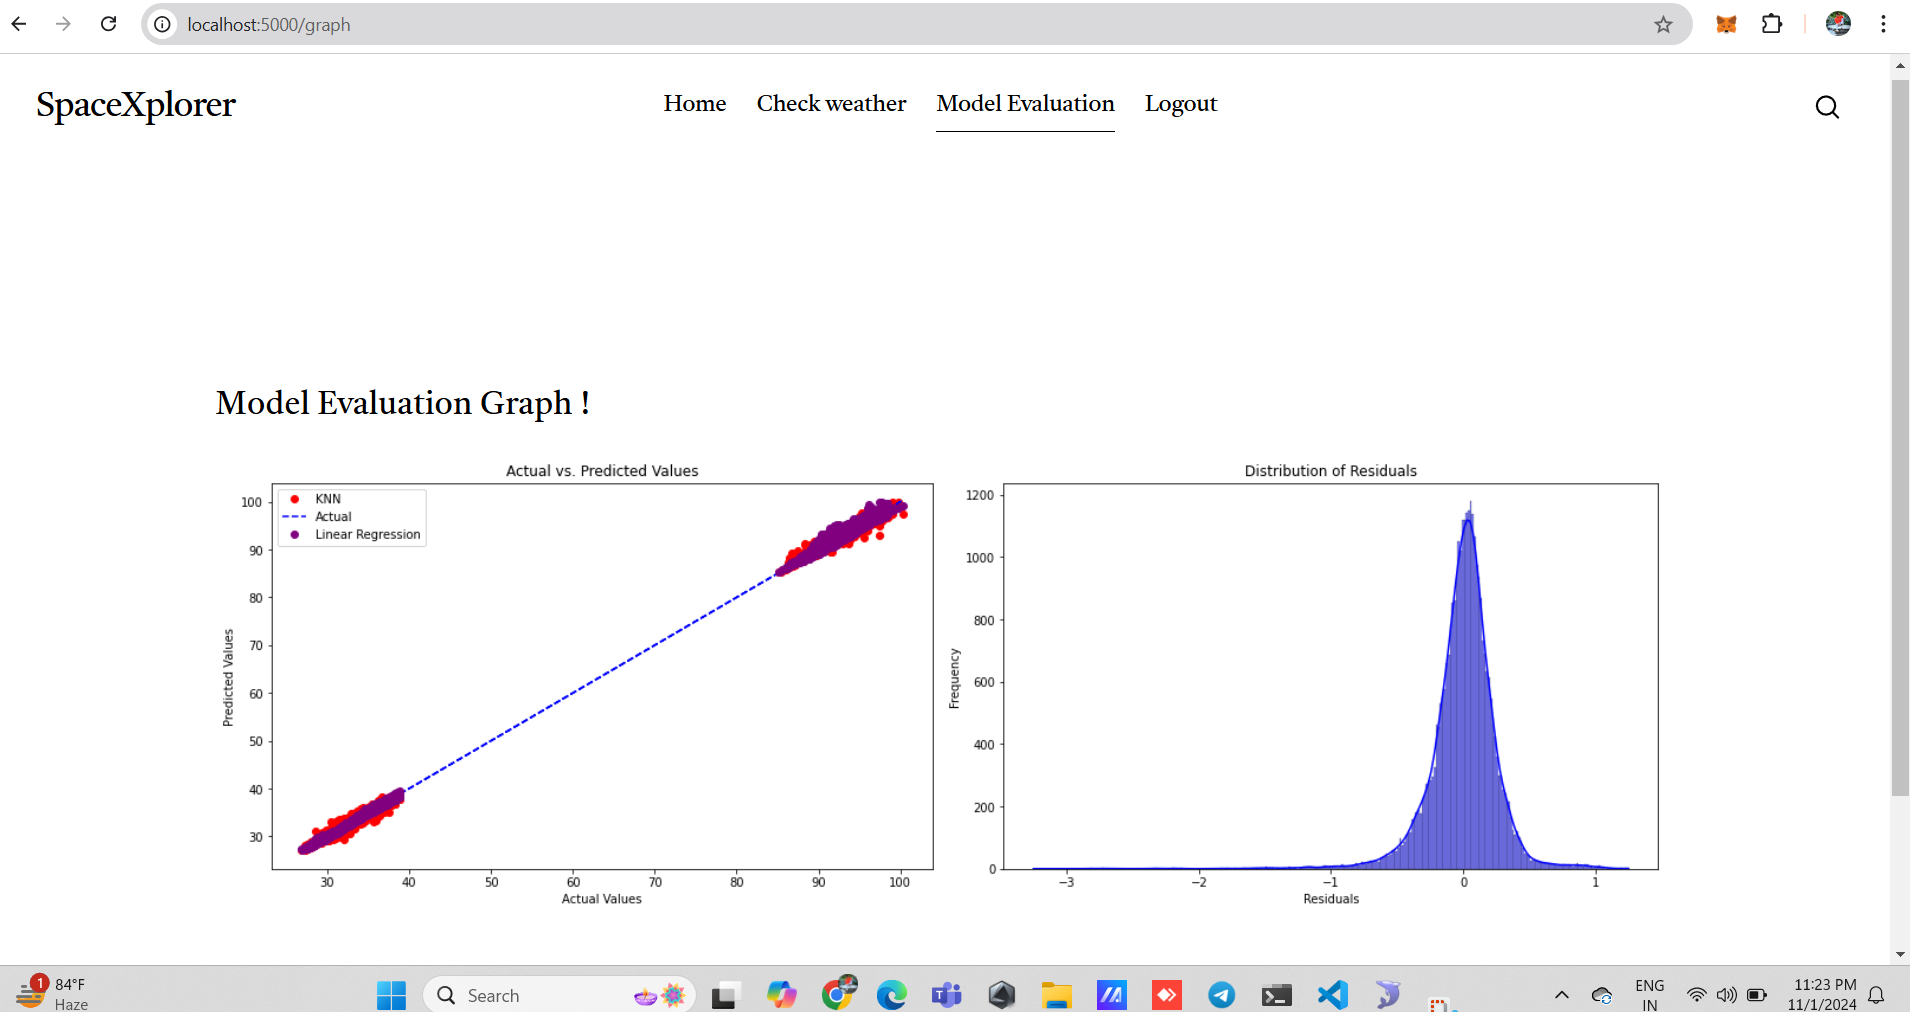 localhost:5000/graph
SpaceXplorer
Home Check weather Model Evaluation Logout
Model Evaluation Graph !
Actual vs. Predicted Values
KNN
Actual
Linear Regression
100
90
80
70
60
50
40
30
Predicted Values
30 40 50 60 70 80 90 100
Actual Values
Distribution of Residuals
1200
1000
800
600
400
200
0
Frequency
−3 −2 −1 0 1
Residuals
1
84°F
Haze
Search
ENG
IN
11:23 PM
11/1/2024